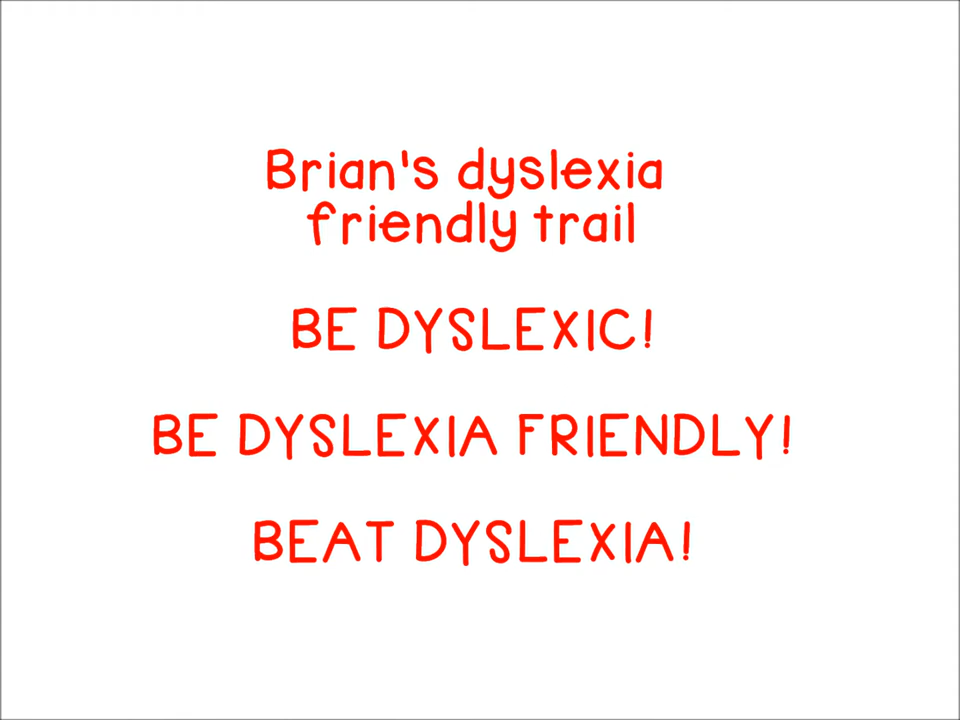 Brian's dyslexia
friendly trail
BE DYSLEXIC!
BE DYSLEXIA FRIENDLY!
BEAT DYSLEXIA!